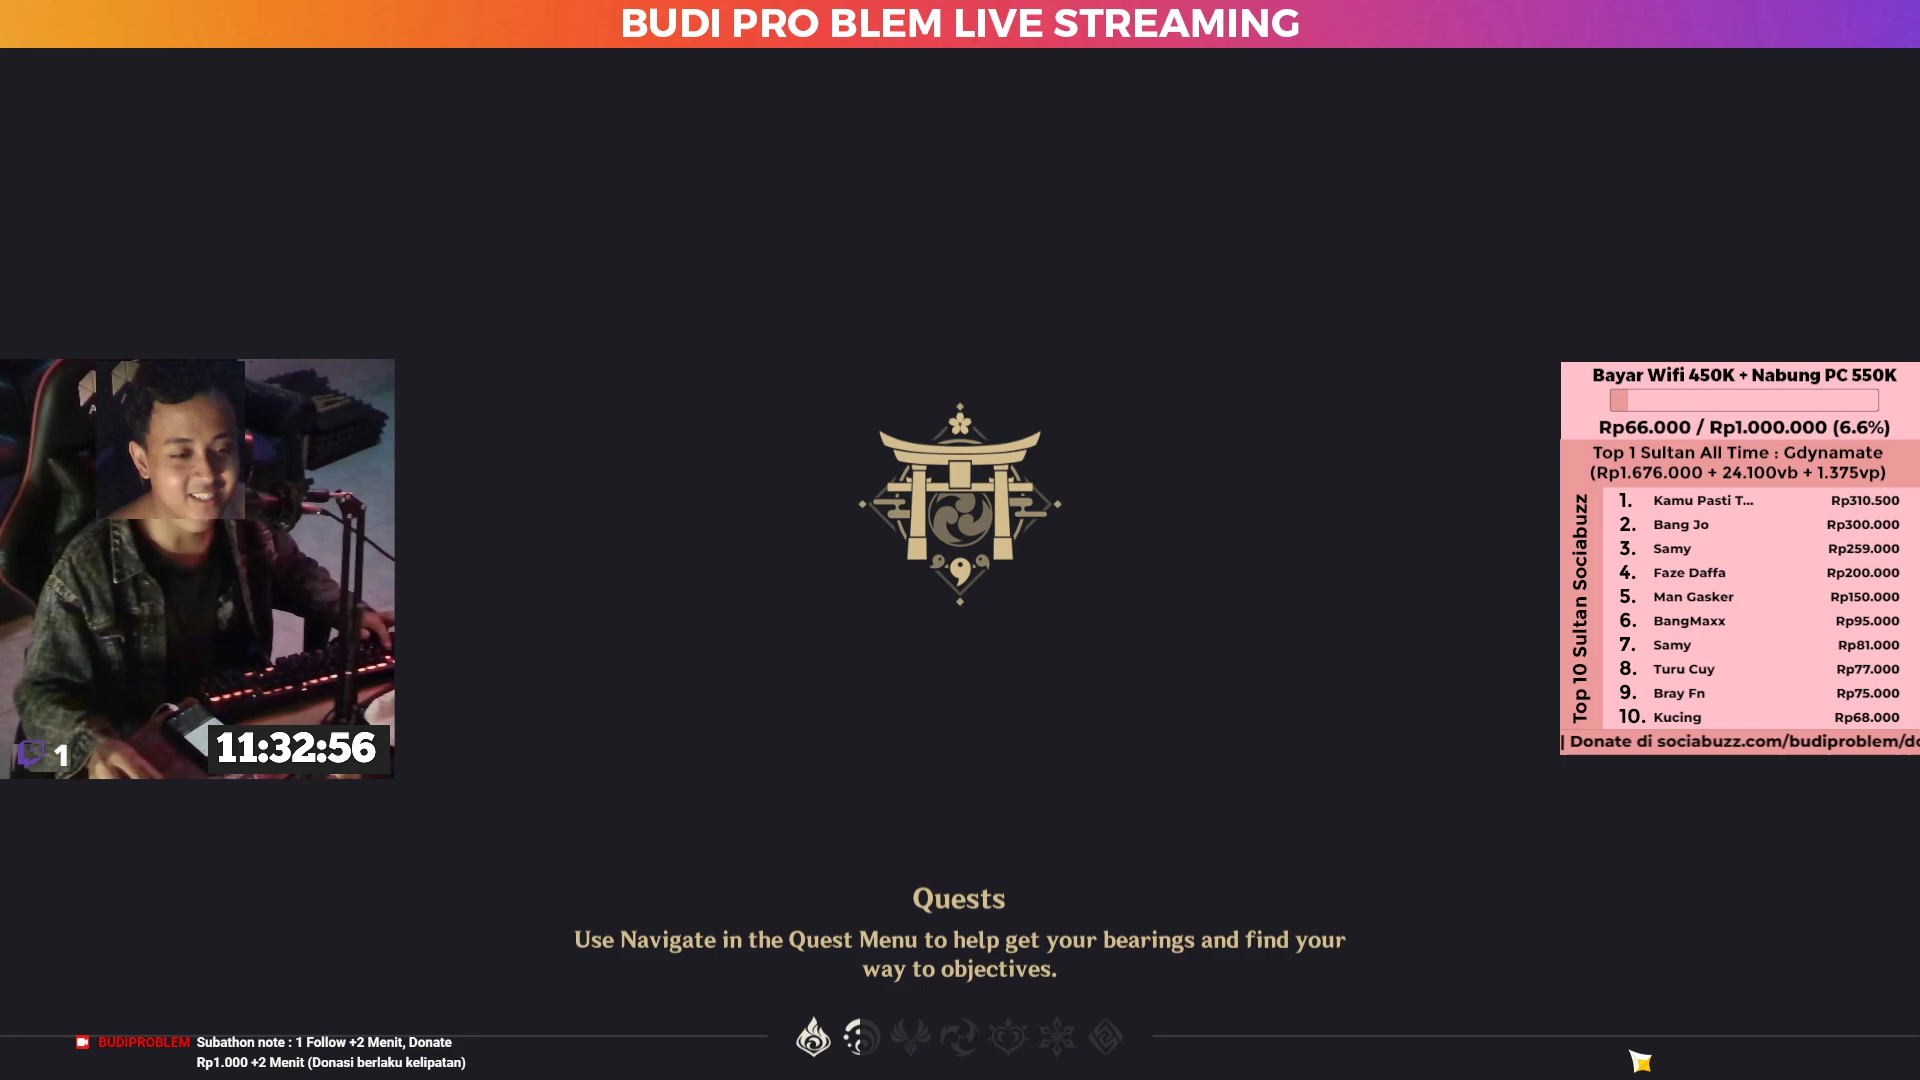 BUDI PRO BLEM LIVE STREAMING
Bayar Wifi 450K + Nabung PC 550K
Rp66.000 / Rp1.000.000 (6.6%)
Top 1 Sultan All Time : Gdynamate
(Rp1.676.000 + 24.100vb + 1.375vp)
Top 10 Sultan Sociabuzz
1. Kamu Pasti T... Rp310.500
2. Bang Jo Rp300.000
3. Samy Rp259.000
4. Faze Daffa Rp200.000
5. Man Gasker Rp150.000
6. BangMaxx Rp95.000
7. Samy Rp81.000
8. Turu Cuy Rp77.000
9. Bray Fn Rp75.000
10. Kucing Rp68.000
| Donate di sociabuzz.com/budiproblem/do
1
11:32:56
Quests
Use Navigate in the Quest Menu to help get your bearings and find your
way to objectives.
BUDIPROBLEM Subathon note : 1 Follow +2 Menit, Donate
Rp1.000 +2 Menit (Donasi berlaku kelipatan)